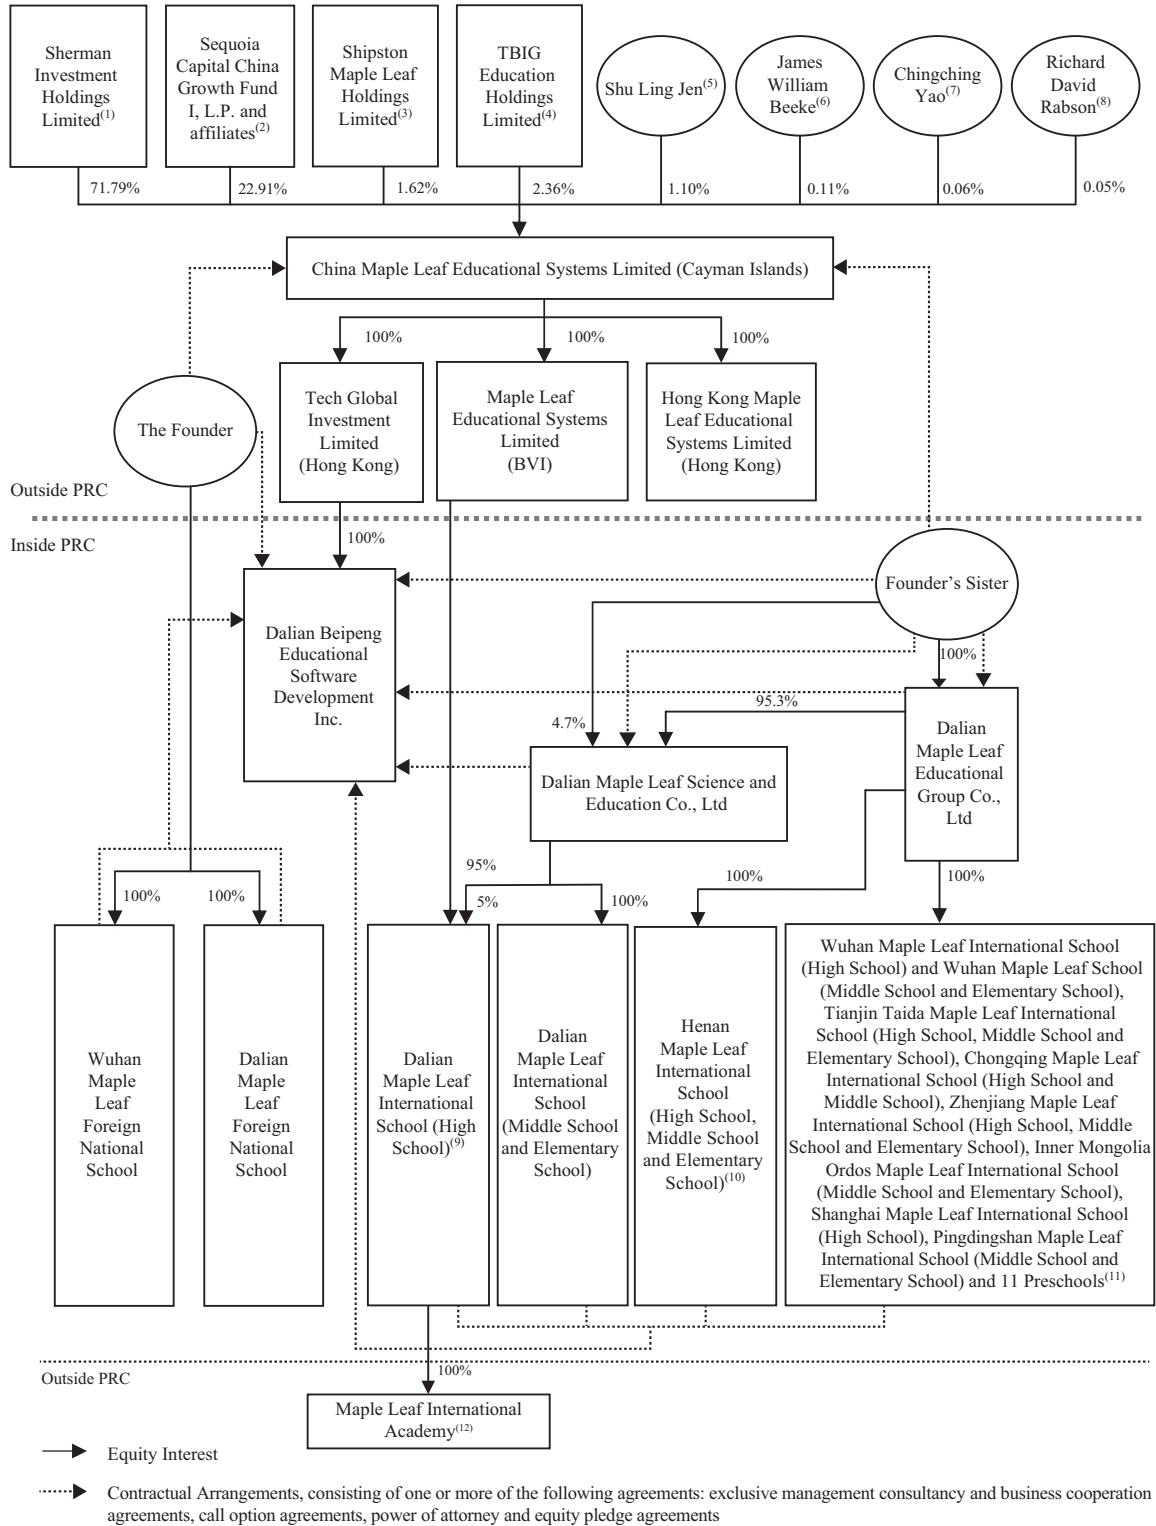 Sherman
Investment
Holdings
Limited(1)
Sequoia
Capital China
Growth Fund
I, L.P. and
affiliates(2)
Shipston
Maple Leaf
Holdings
Limited(3)
TBIG
Education
Holdings
Limited(4)
Shu Ling Jen(5)
James
William
Beeke(6)
Chingching
Yao(7)
Richard
David
Rabson(8)
71.79%
22.91%
1.62%
2.36%
1.10%
0.11%
0.06%
0.05%
China Maple Leaf Educational Systems Limited (Cayman Islands)
100%
100%
100%
The Founder
Tech Global
Investment
Limited
(Hong Kong)
Maple Leaf
Educational Systems
Limited
(BVI)
Hong Kong Maple
Leaf Educational
Systems Limited
(Hong Kong)
Outside PRC
Inside PRC
100%
Founder’s Sister
Dalian Beipeng
Educational
Software
Development
Inc.
100%
95.3%
4.7%
Dalian Maple Leaf Science and
Education Co., Ltd
Dalian
Maple Leaf
Educational
Group Co.,
Ltd
95%
5%
100%
100%
100%
100%
100%
Wuhan
Maple
Leaf
Foreign
National
School
Dalian
Maple
Leaf
Foreign
National
School
Dalian
Maple Leaf
International
School (High
School)(9)
Dalian
Maple Leaf
International
School
(Middle School
and Elementary
School)
Henan
Maple Leaf
International
School
(High School,
Middle School
and Elementary
School)(10)
Wuhan Maple Leaf International School
(High School) and Wuhan Maple Leaf School
(Middle School and Elementary School),
Tianjin Taida Maple Leaf International
School (High School, Middle School and
Elementary School), Chongqing Maple Leaf
International School (High School and
Middle School), Zhenjiang Maple Leaf
International School (High School, Middle
School and Elementary School), Inner Mongolia
Ordos Maple Leaf International School
(Middle School and Elementary School),
Shanghai Maple Leaf International School
(High School), Pingdingshan Maple Leaf
International School (Middle School and
Elementary School) and 11 Preschools(11)
Outside PRC
100%
Maple Leaf International
Academy(12)
Equity Interest
Contractual Arrangements, consisting of one or more of the following agreements: exclusive management consultancy and business cooperation
agreements, call option agreements, power of attorney and equity pledge agreements